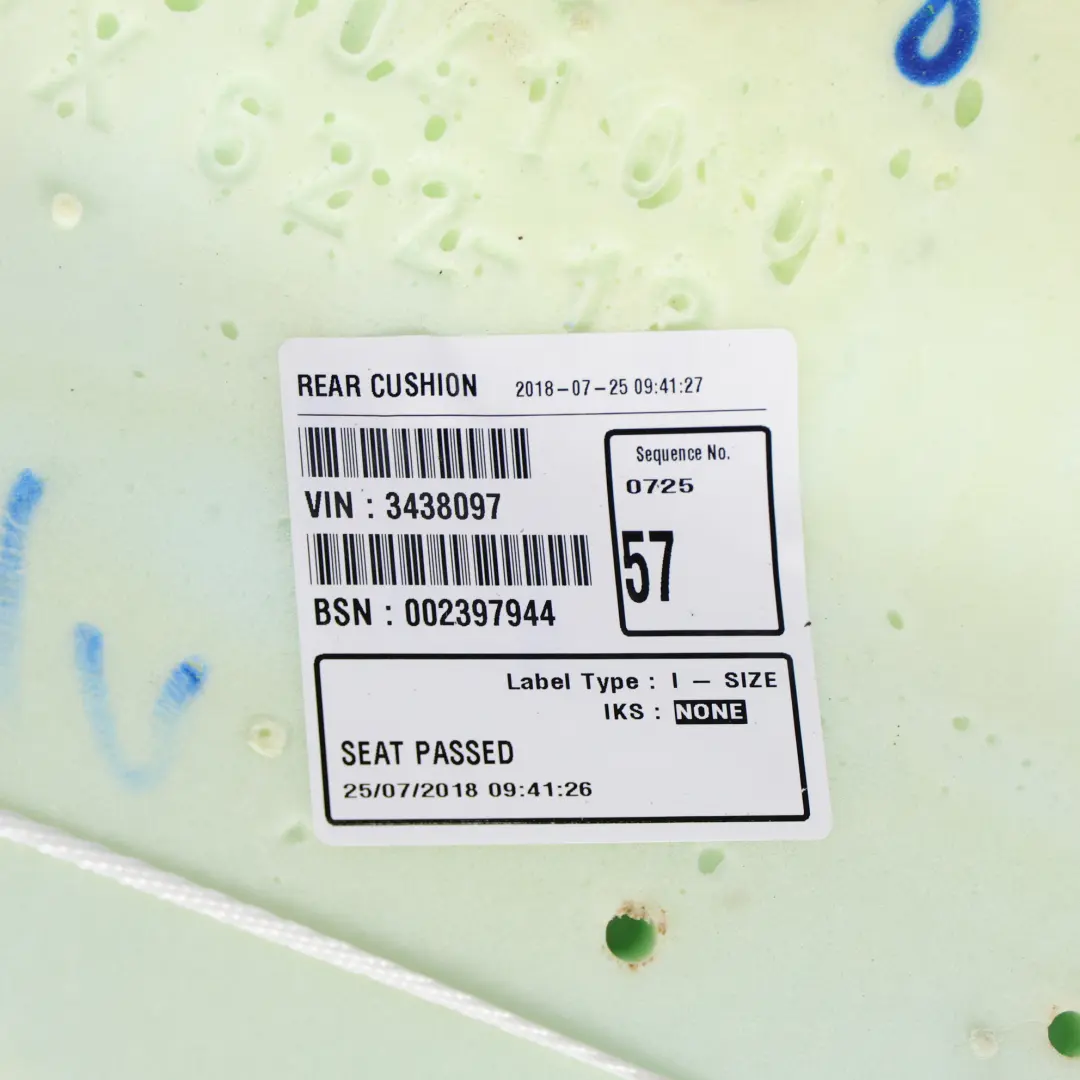 REAR CUSHION 2018-07-25 09:41:27
Sequence No.
0725
57
VIN : 3438097
BSN : 002397944
Label Type : I - SIZE
IKS : NONE
SEAT PASSED
25/07/2018 09:41:26